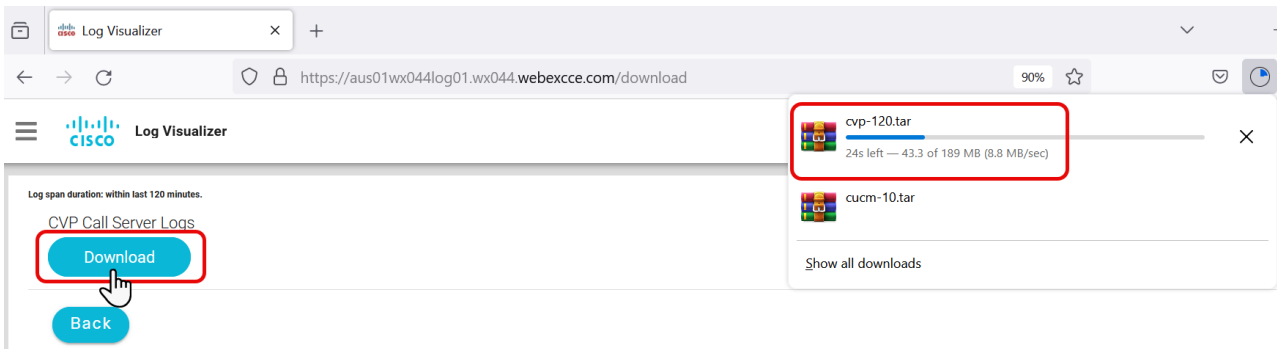 Log Visualizer
https://aus01wx044log01.wx044.webexcce.com/download
90%
CISCO
Log Visualizer
cvp-120.tar
24s left — 43.3 of 189 MB (8.8 MB/sec)
cucm-10.tar
Show all downloads
Log span duration: within last 120 minutes.
CVP Call Server Logs
Download
Back